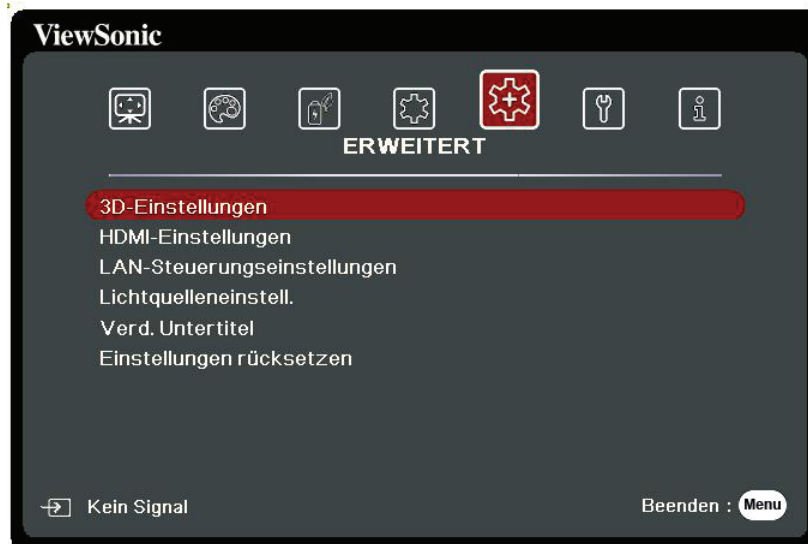 ViewSonic
ERWEITERT
3D-Einstellungen
HDMI-Einstellungen
LAN-Steuerungseinstellungen
Lichtquelleneinstell.
Verd. Untertitel
Einstellungen rücksetzen
Kein Signal
Beenden : Menu